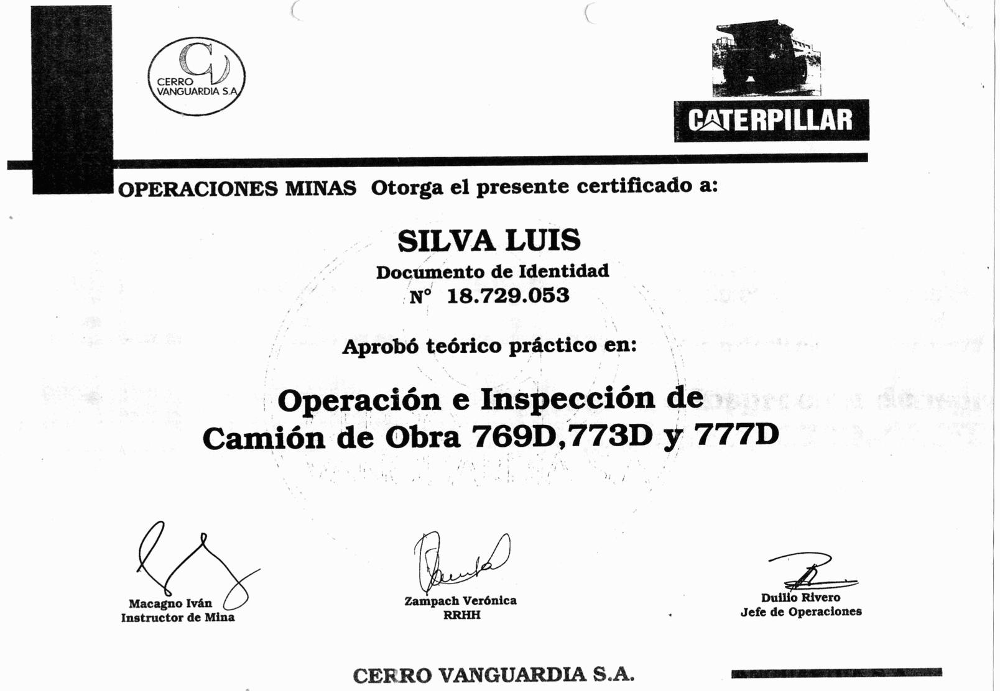 CERRO
VANGUARDIA S.A.
CATERPILLAR
OPERACIONES MINAS Otorga el presente certificado a:
SILVA LUIS
Documento de Identidad
N° 18.729.053
Aprobó teórico práctico en:
Operación e Inspección de
Camión de Obra 769D,773D y 777D
Macagno Iván
Instructor de Mina
Zampach Verónica
RRHH
Duilio Rivero
Jefe de Operaciones
CERRO VANGUARDIA S.A.